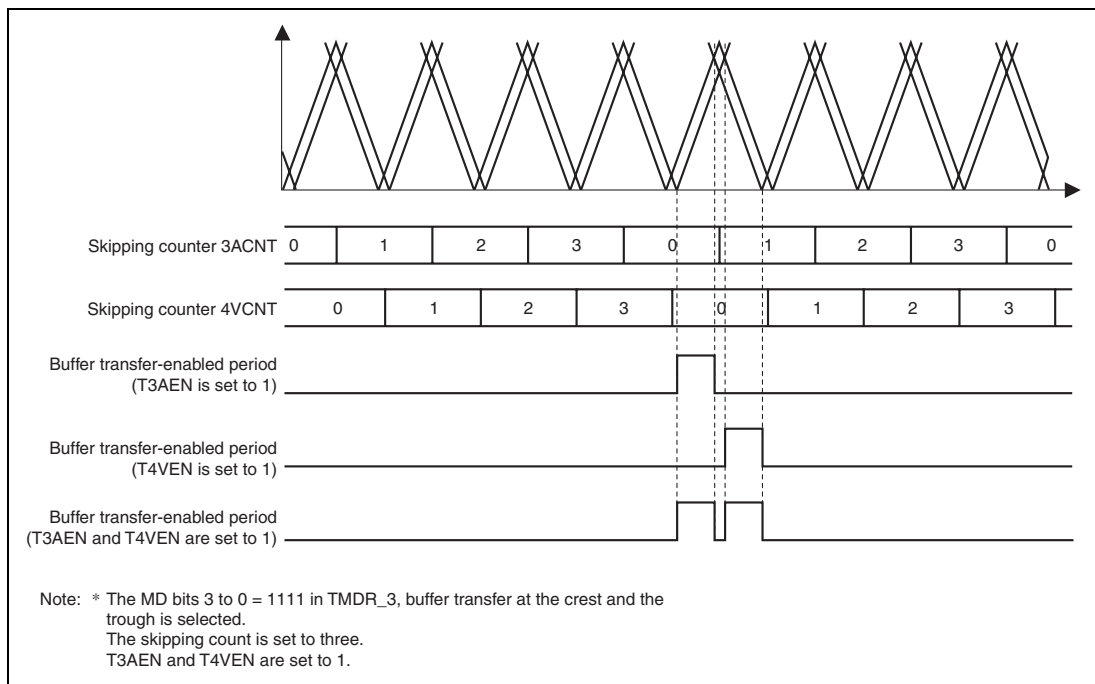 Skipping counter 3ACNT 0 1 2 3 0 1 2 3 0
Skipping counter 4VCNT 0 1 2 3 0 1 2 3
Buffer transfer-enabled period
(T3AEN is set to 1)
Buffer transfer-enabled period
(T4VEN is set to 1)
Buffer transfer-enabled period
(T3AEN and T4VEN are set to 1)
Note: * The MD bits 3 to 0 = 1111 in TMDR_3, buffer transfer at the crest and the
trough is selected.
The skipping count is set to three.
T3AEN and T4VEN are set to 1.